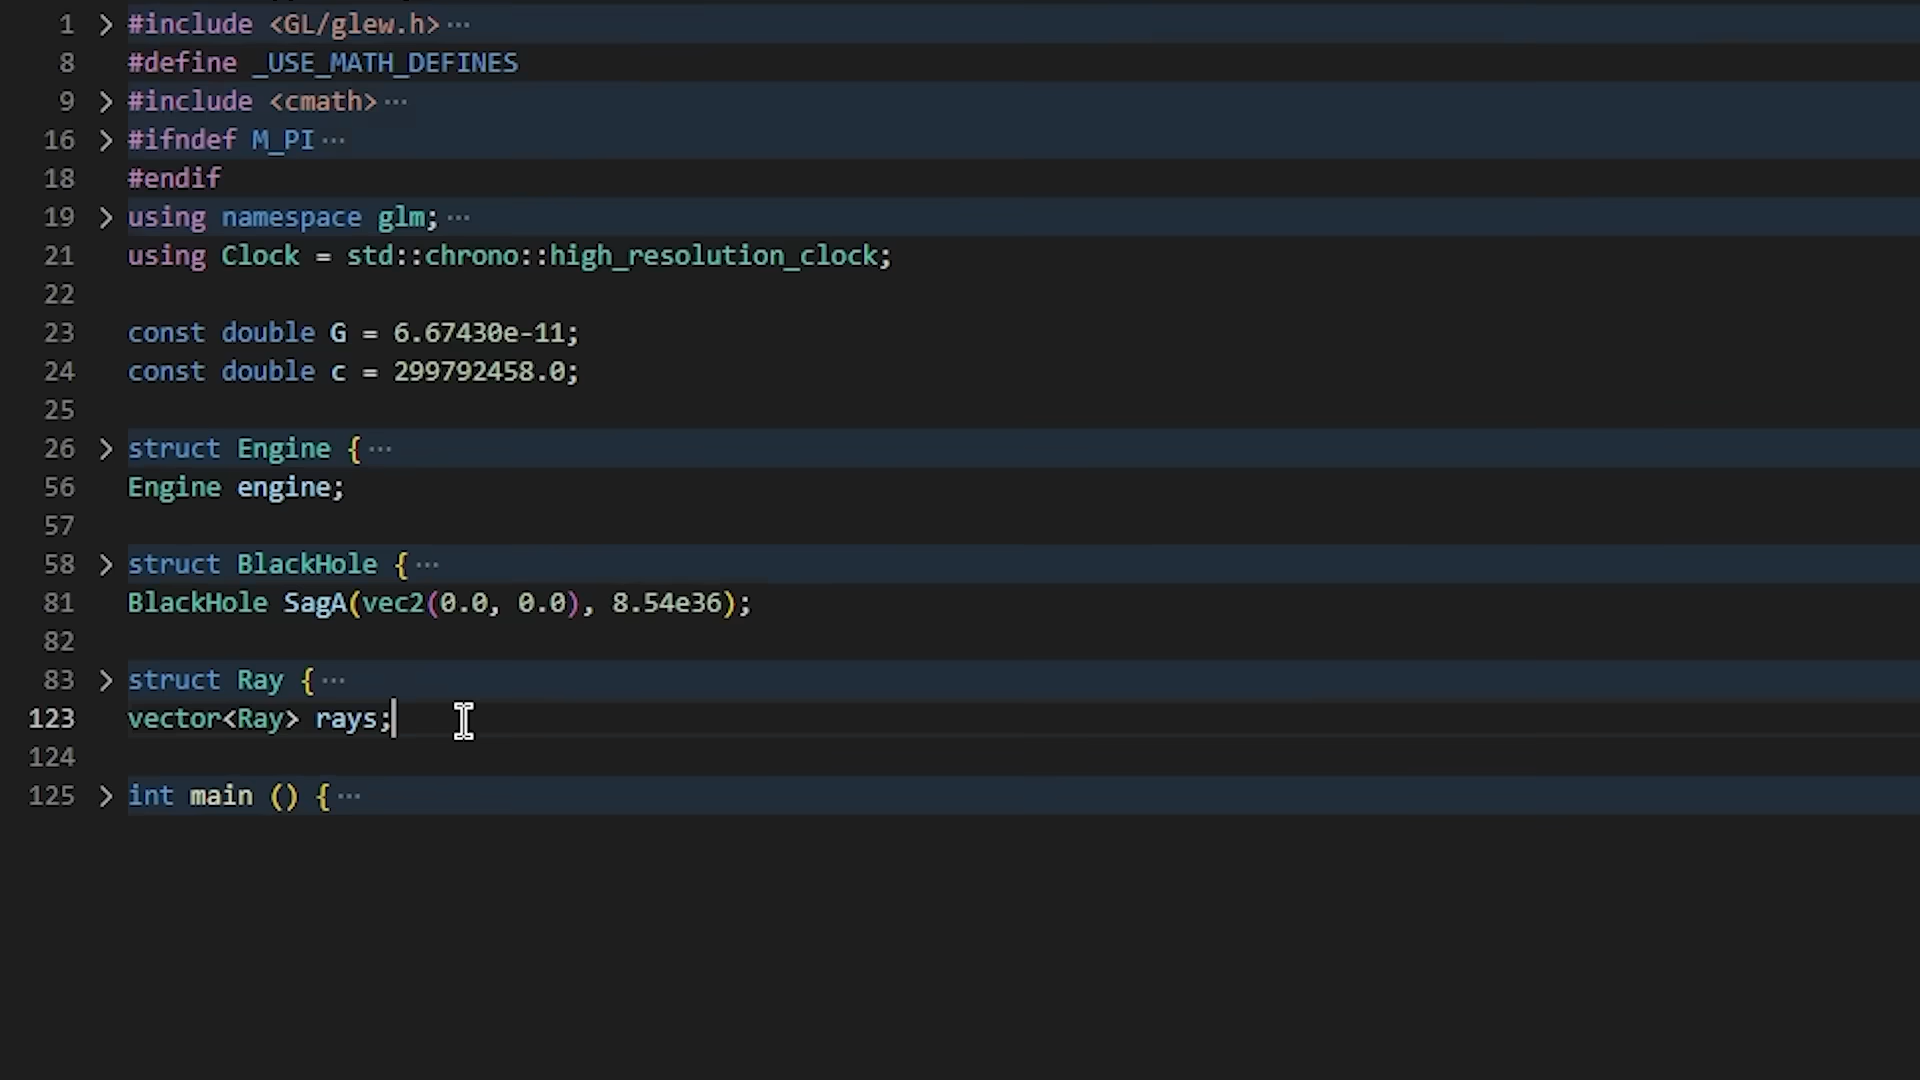 1 > #include <GL/glew.h> ···
8 #define _USE_MATH_DEFINES
9 > #include <cmath> ···
16 > #ifndef M_PI ···
18 #endif
19 > using namespace glm; ···
21 using Clock = std::chrono::high_resolution_clock;
22
23 const double G = 6.67430e-11;
24 const double c = 299792458.0;
25
26 > struct Engine { ···
56 Engine engine;
57
58 > struct BlackHole { ···
81 BlackHole SagA(vec2(0.0, 0.0), 8.54e36);
82
83 > struct Ray { ···
123 vector<Ray> rays;
124
125 > int main () { ···